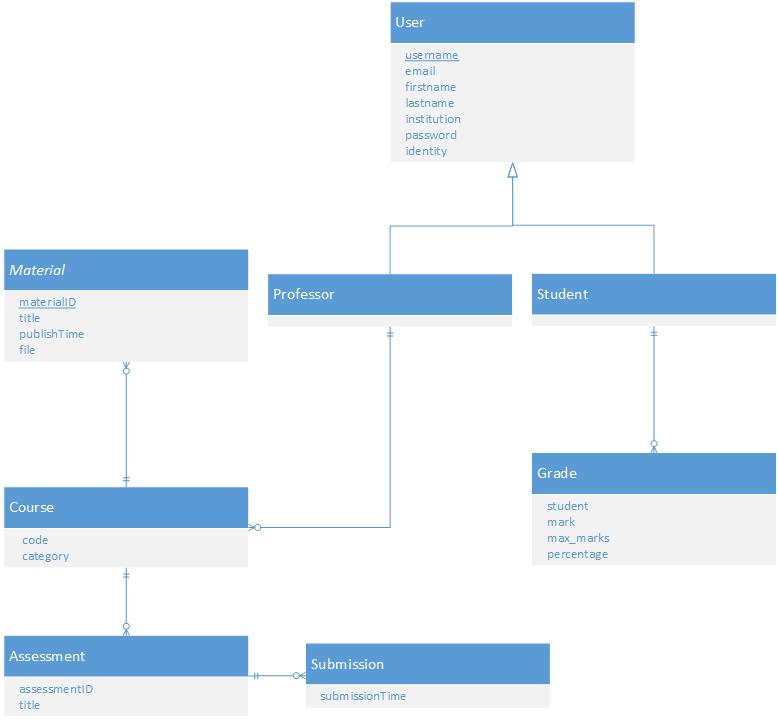 User
username
email
firstname
lastname
institution
password
identity
Material
materialID
title
publishTime
file
Professor
Student
Course
code
category
Grade
student
mark
max_marks
percentage
Assessment
assessmentID
title
Submission
submissionTime